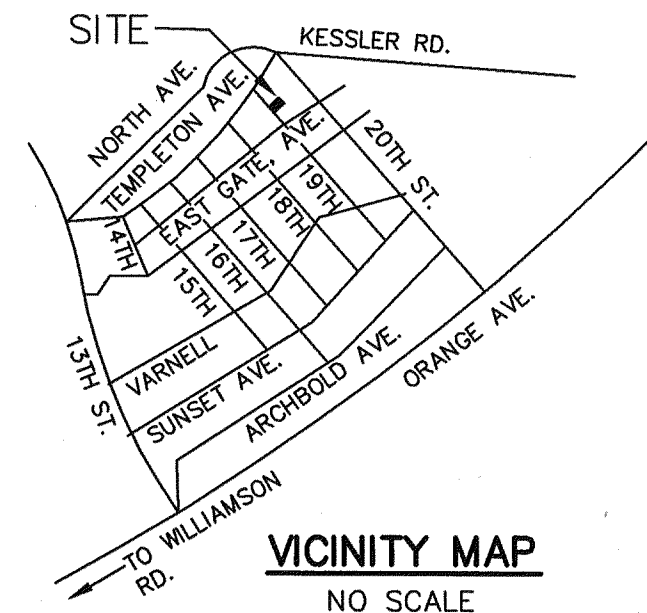 SITE
KESSLER RD.
NORTH AVE.
TEMPLETON AVE.
EAST GATE, AVE.
20TH ST.
19TH
18TH
17TH
16TH
15TH
14TH
13TH ST.
VARNELL
SUNSET AVE.
ARCHBOLD AVE.
ORANGE AVE.
TO WILLIAMSON
RD.
VICINITY MAP
NO SCALE